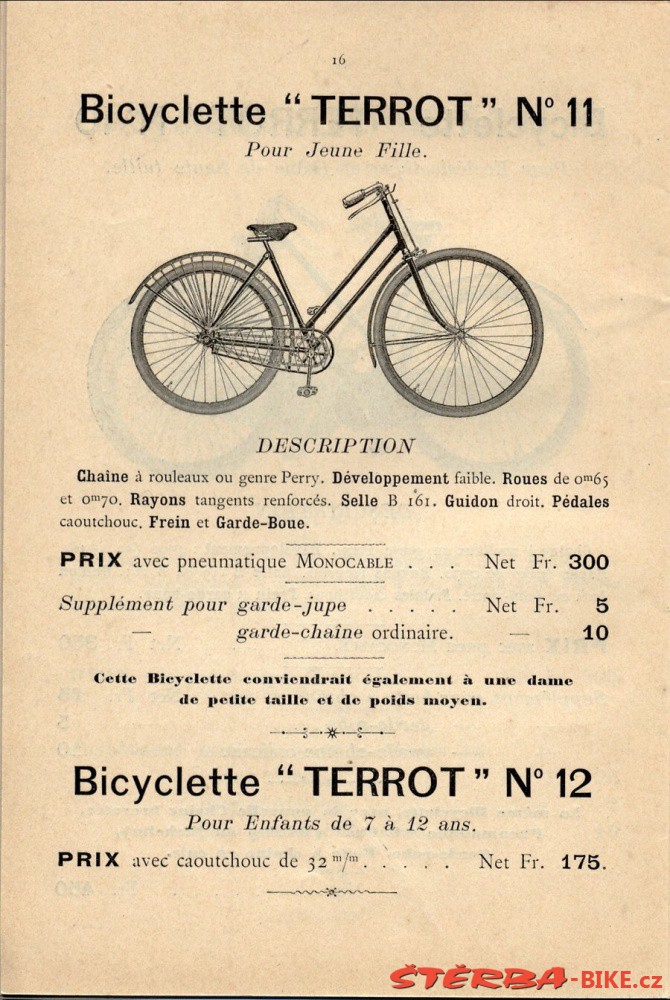 16
Bicyclette “TERROT” Nº 11
Pour Jeune Fille.
DESCRIPTION
Chaîne à rouleaux ou genre Perry. Développement faible. Roues de 0ᵐ65
et 0ᵐ70. Rayons tangents renforcés. Selle B 161. Guidon droit. Pédales
caoutchouc. Frein et Garde-Boue.
PRIX avec pneumatique MONOCABLE . . . Net Fr. 300
Supplément pour garde-jupe . . . . . Net Fr. 5
— garde-chaîne ordinaire. — 10
Cette Bicyclette conviendrait également à une dame
de petite taille et de poids moyen.
Bicyclette “TERROT” Nº 12
Pour Enfants de 7 à 12 ans.
PRIX avec caoutchouc de 32 m/m . . . . . Net Fr. 175.
ŠTĚRBA-BIKE.cz